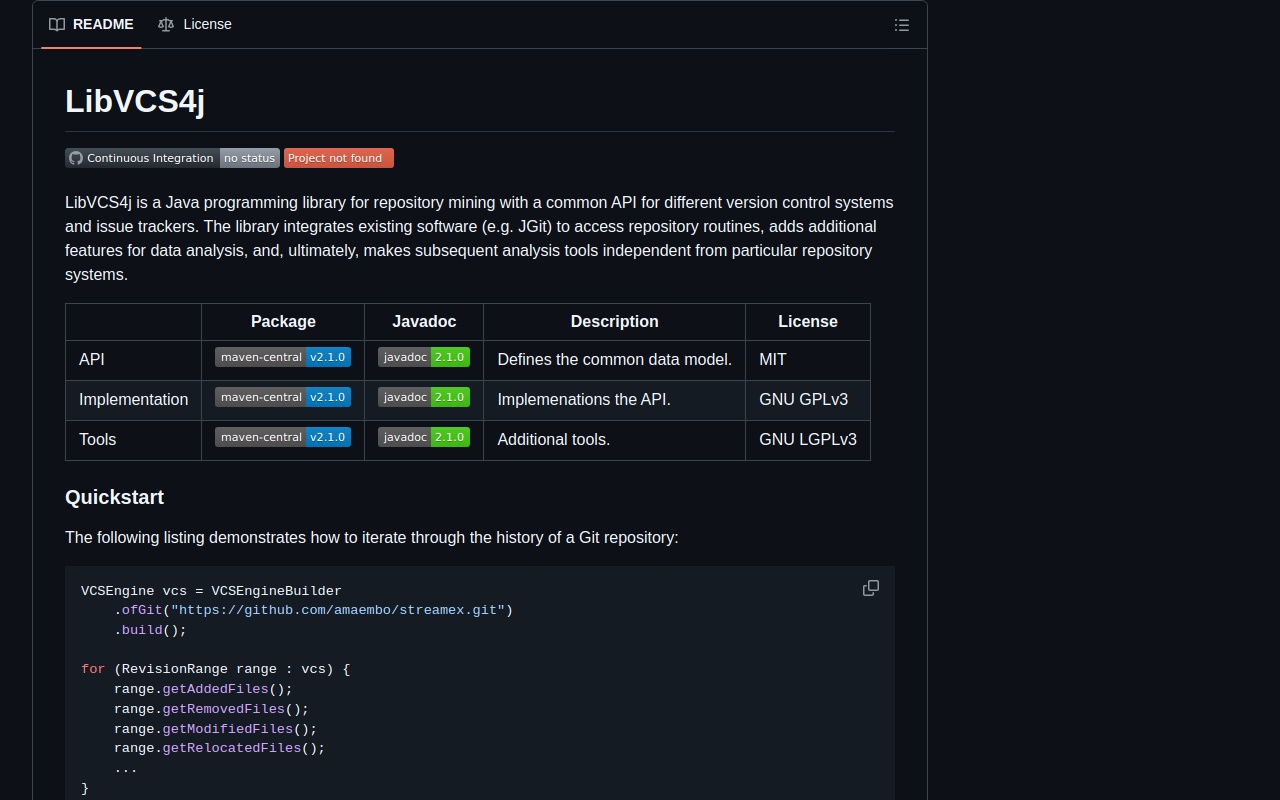 README License
LibVCS4j
Continuous Integration no status Project not found
LibVCS4j is a Java programming library for repository mining with a common API for different version control systems
and issue trackers. The library integrates existing software (e.g. JGit) to access repository routines, adds additional
features for data analysis, and, ultimately, makes subsequent analysis tools independent from particular repository
systems.
Package Javadoc Description License
API maven-central v2.1.0 javadoc 2.1.0 Defines the common data model. MIT
Implementation maven-central v2.1.0 javadoc 2.1.0 Implemenations the API. GNU GPLv3
Tools maven-central v2.1.0 javadoc 2.1.0 Additional tools. GNU LGPLv3
Quickstart
The following listing demonstrates how to iterate through the history of a Git repository:
VCSEngine vcs = VCSEngineBuilder
    .ofGit("https://github.com/amaembo/streamex.git")
    .build();
for (RevisionRange range : vcs) {
    range.getAddedFiles();
    range.getRemovedFiles();
    range.getModifiedFiles();
    range.getRelocatedFiles();
    ...
}